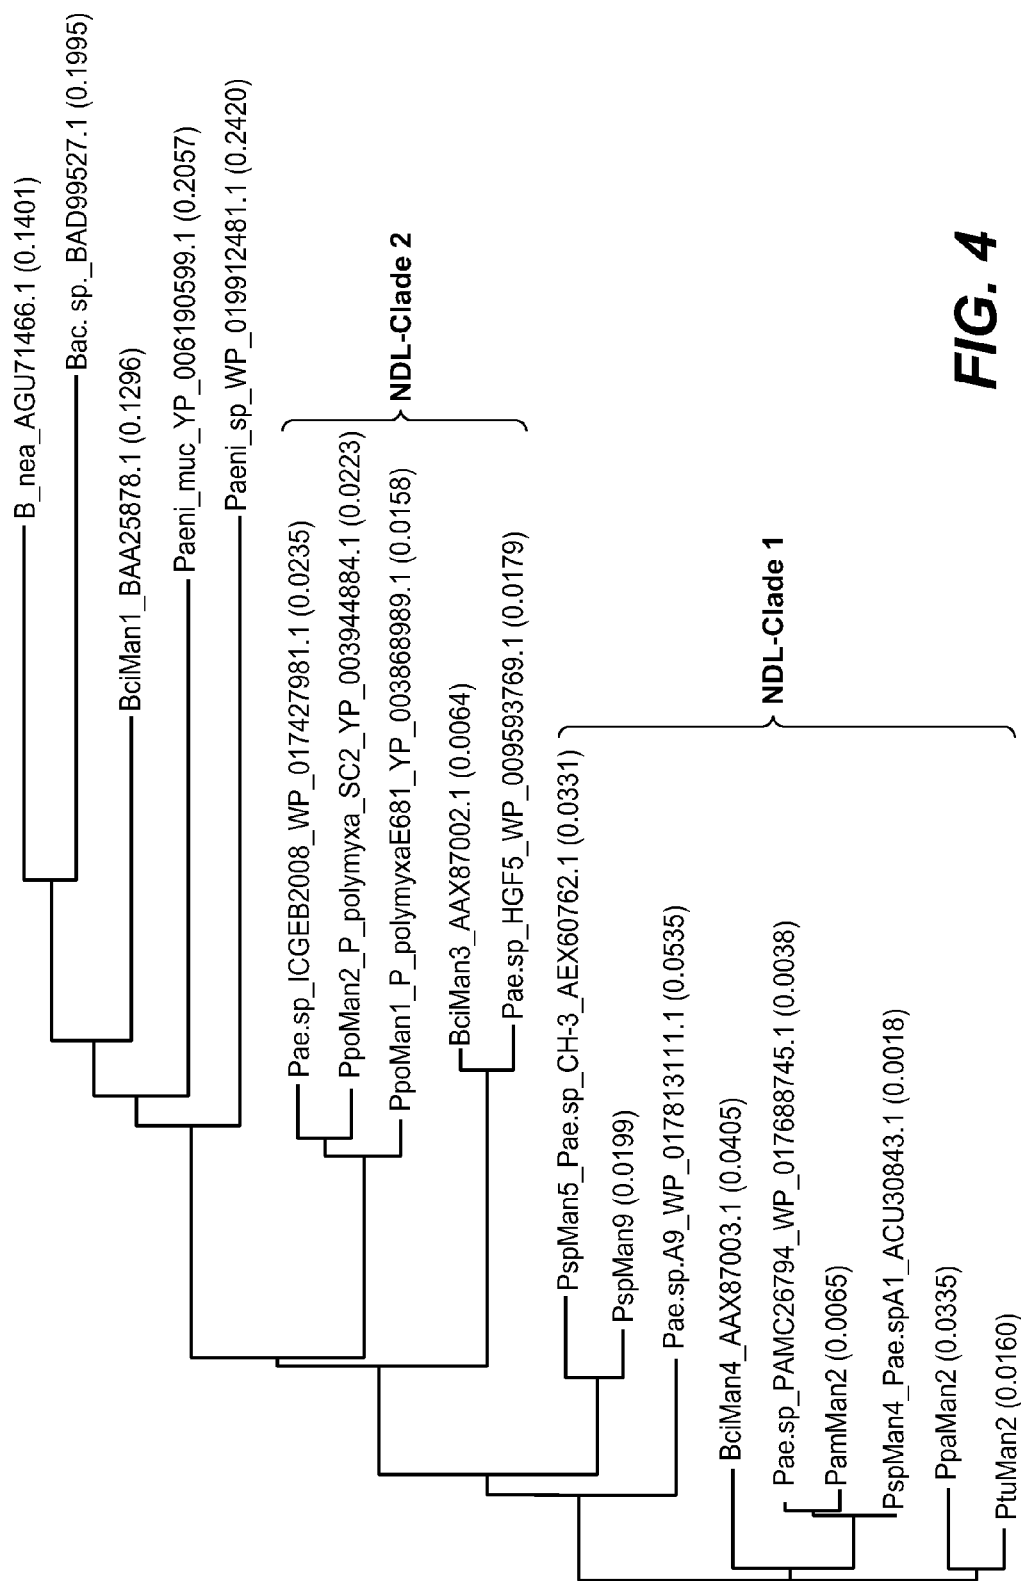 B_nea_AGU71466.1 (0.1401)
Bac. sp._BAD99527.1 (0.1995)
BciMan1_BAA25878.1 (0.1296)
Paeni_muc_YP_006190599.1 (0.2057)
Paeni_sp_WP_019912481.1 (0.2420)
Pae.sp_ICGEB2008_WP_017427981.1 (0.0235)
PpoMan2_P_polymyxa_SC2_YP_003944884.1 (0.0223)
PpoMan1_P_polymyxaE681_YP_003868989.1 (0.0158)
BciMan3_AAX87002.1 (0.0064)
Pae.sp_HGF5_WP_009593769.1 (0.0179)
NDL-Clade 2
PspMan5_Pae.sp_CH-3_AEX60762.1 (0.0331)
PspMan9 (0.0199)
Pae.sp.A9_WP_017813111.1 (0.0535)
BciMan4_AAX87003.1 (0.0405)
Pae.sp_PAMC26794_WP_017688745.1 (0.0038)
PamMan2 (0.0065)
PspMan4_Pae.spA1_ACU30843.1 (0.0018)
PpaMan2 (0.0335)
PtuMan2 (0.0160)
NDL-Clade 1
FIG. 4